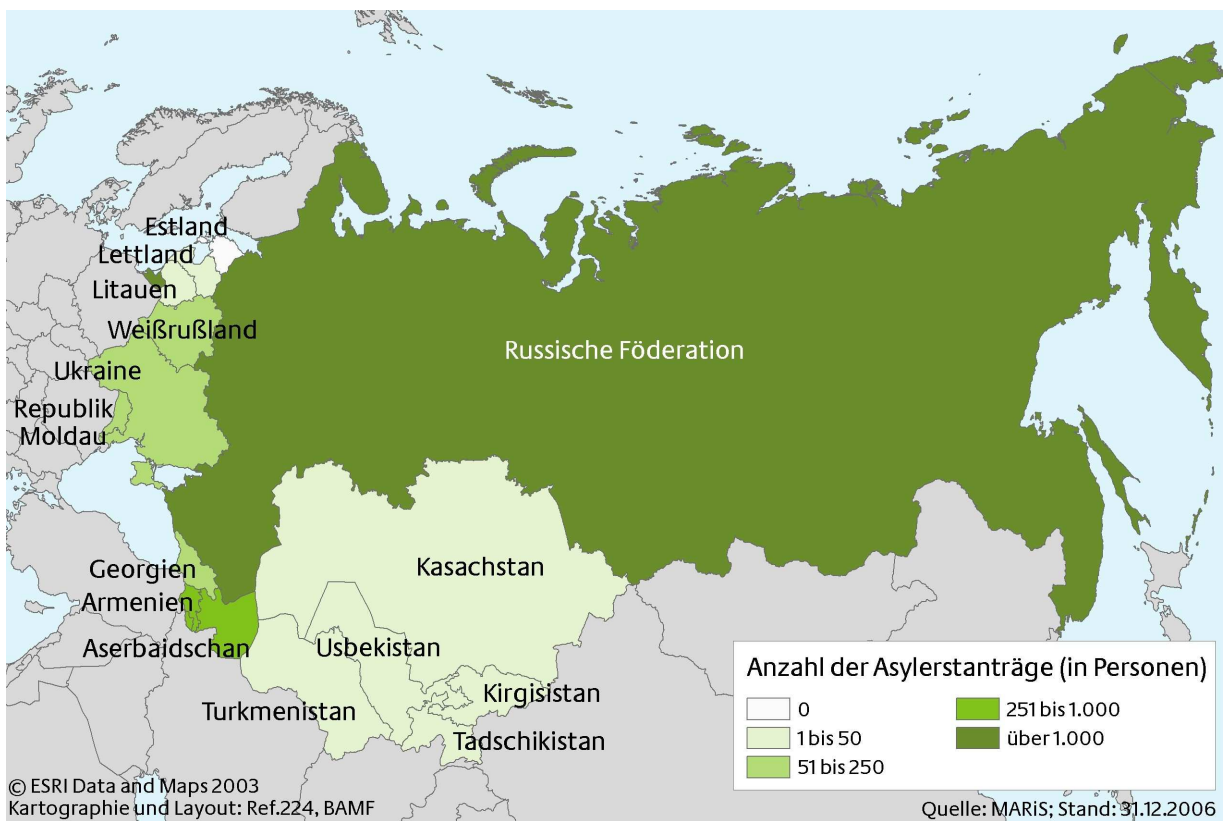 Estland
Lettland
Litauen
Weißrußland
Ukraine
Republik
Moldau
Russische Föderation
Georgien
Armenien
Aserbaidschan
Kasachstan
Usbekistan
Turkmenistan
Kirgisistan
Tadschikistan
Anzahl der Asylerstanträge (in Personen)
0
1 bis 50
51 bis 250
251 bis 1.000
über 1.000
© ESRI Data and Maps 2003
Kartographie und Layout: Ref.224, BAMF
Quelle: MARiS; Stand: 31.12.2006